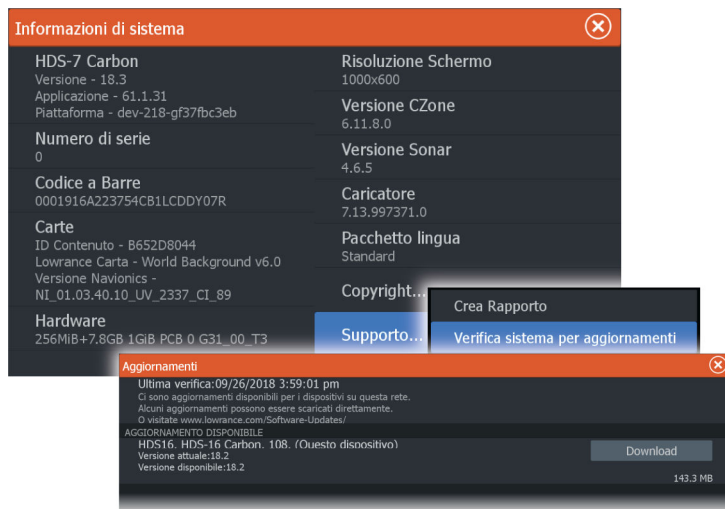 Informazioni di sistema
HDS-7 Carbon
Versione - 18.3
Applicazione - 61.1.31
Piattaforma - dev-218-gf37fbc3eb
Numero di serie
0
Codice a Barre
0001916A223754CB1LCDDY07R
Carte
ID Contenuto - B652D8044
Lowrance Carta - World Background v6.0
Versione Navionics -
NI_01.03.40.10_UV_2337_CI_89
Hardware
256MiB+7.8GB 1GiB PCB 0 G31_00_T3
Risoluzione Schermo
1000x600
Versione CZone
6.11.8.0
Versione Sonar
4.6.5
Caricatore
7.13.997371.0
Pacchetto lingua
Standard
Copyright...
Supporto...
Crea Rapporto
Verifica sistema per aggiornamenti
Aggiornamenti
Ultima verifica:09/26/2018 3:59:01 pm
Ci sono aggiornamenti disponibili per i dispositivi su questa rete.
Alcuni aggiornamenti possono essere scaricati direttamente.
O visitate www.lowrance.com/Software-Updates/
AGGIORNAMENTO DISPONIBILE
HDS16, HDS-16 Carbon, 108, (Questo dispositivo)
Versione attuale:18.2
Versione disponibile:18.2
Download
143.3 MB